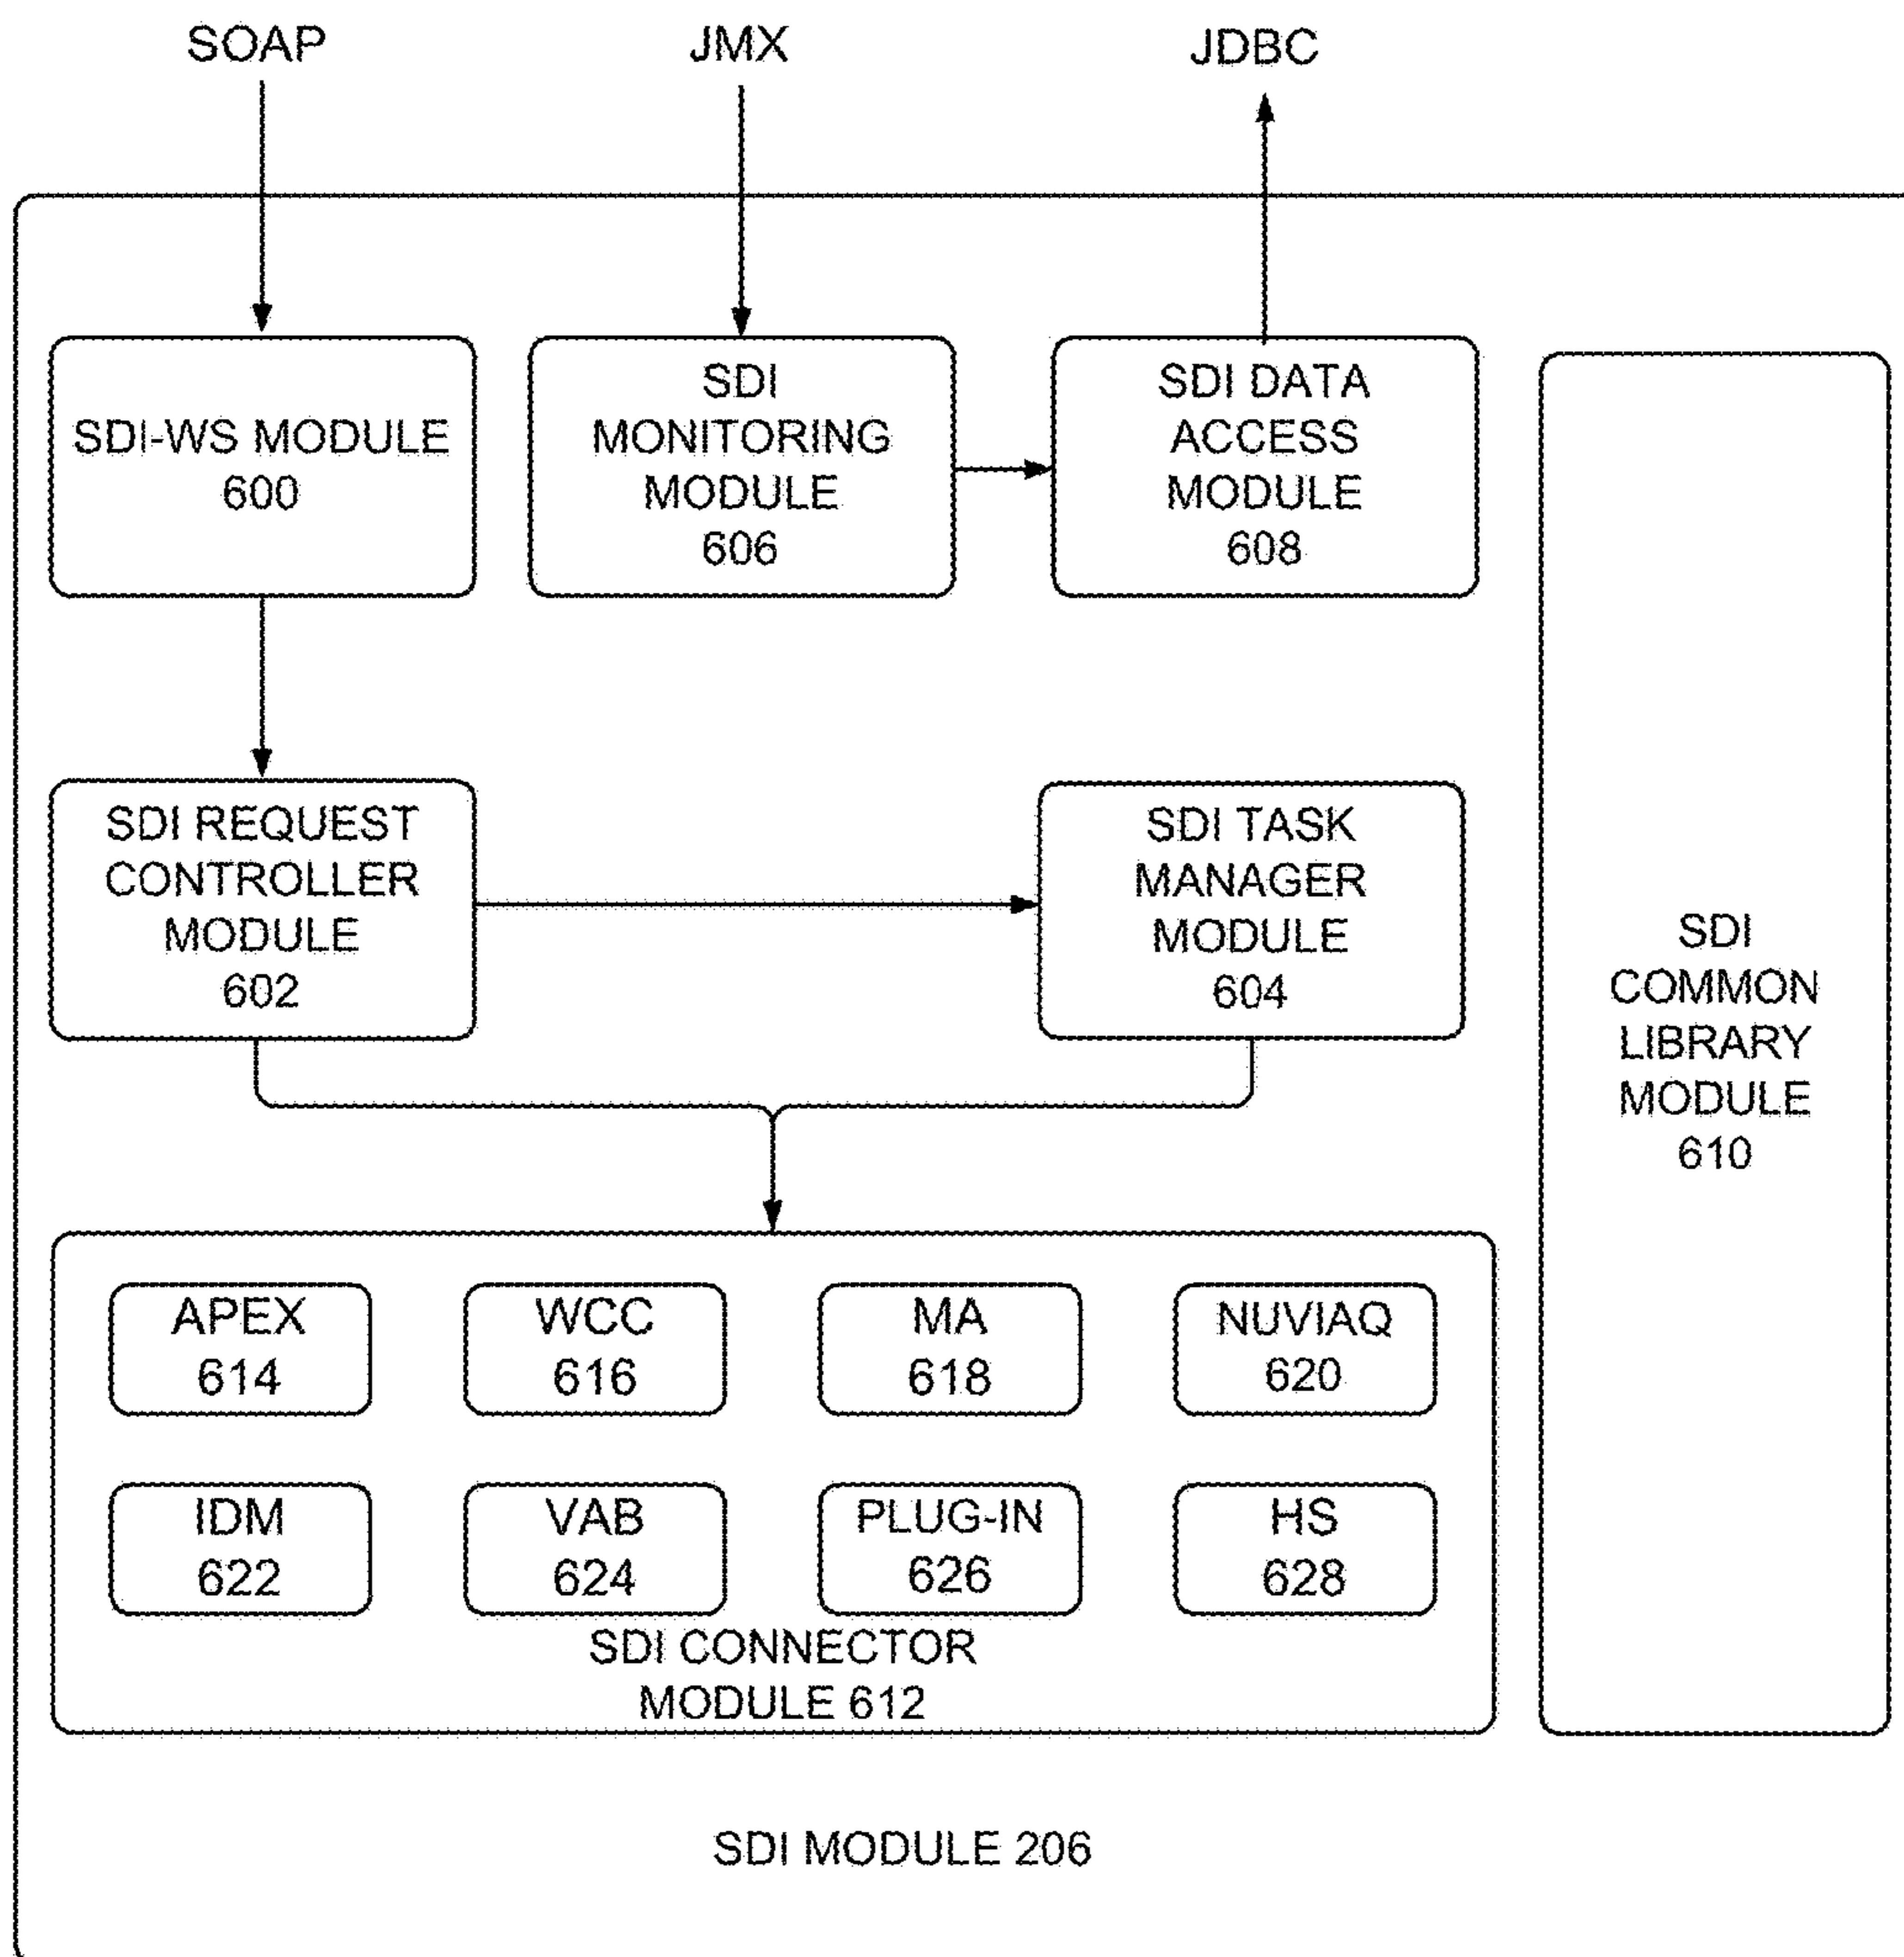 SOAP
JMX
JDBC
SDI-WS MODULE
600
SDI
MONITORING
MODULE
606
SDI DATA
ACCESS
MODULE
608
SDI REQUEST
CONTROLLER
MODULE
602
SDI TASK
MANAGER
MODULE
604
SDI
COMMON
LIBRARY
MODULE
610
APEX
614
WCC
616
MA
618
NUVIAQ
620
IDM
622
VAB
624
PLUG-IN
626
HS
628
SDI CONNECTOR
MODULE 612
SDI MODULE 206